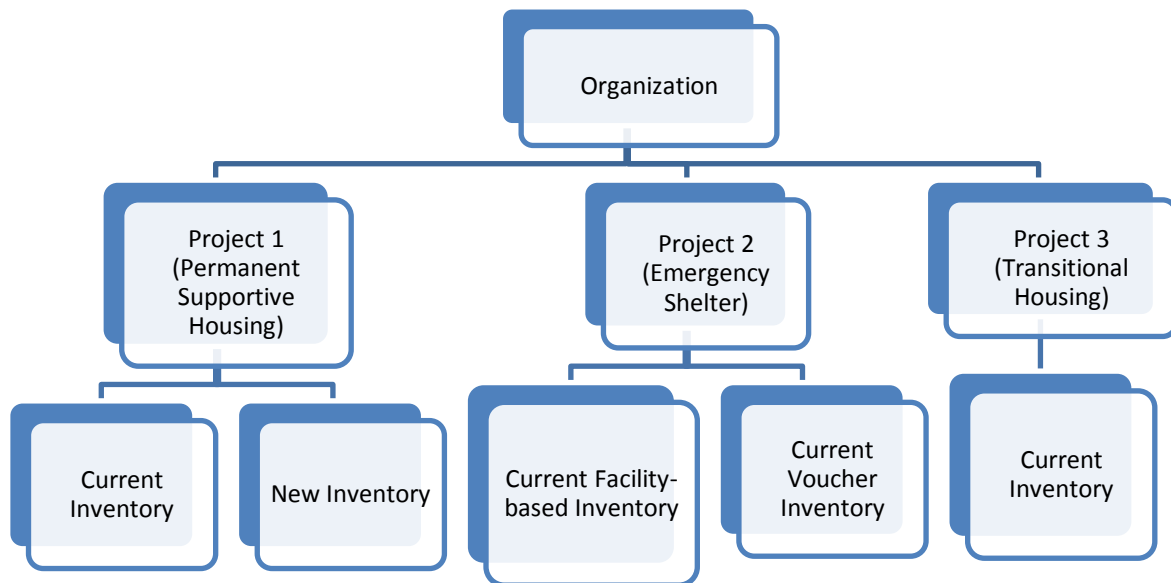 Organization
Project 1
(Permanent
Supportive
Housing)
Project 2
(Emergency
Shelter)
Project 3
(Transitional
Housing)
Current
Inventory
New Inventory
Current Facility-
based Inventory
Current
Voucher
Inventory
Current
Inventory